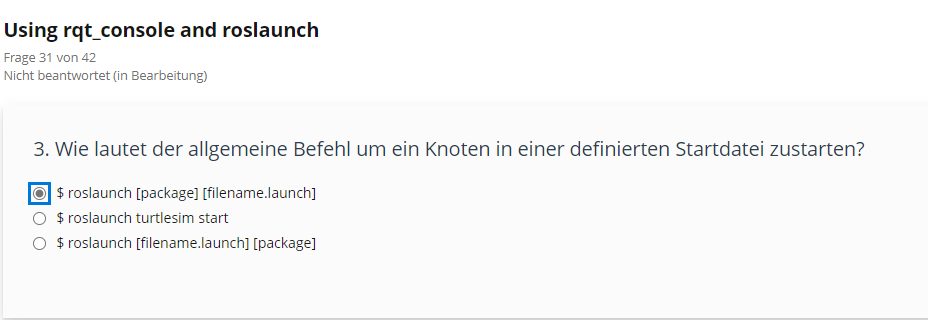 Using rqt_console and roslaunch
Frage 31 von 42
Nicht beantwortet (in Bearbeitung)
3. Wie lautet der allgemeine Befehl um ein Knoten in einer definierten Startdatei zustarten?
$ roslaunch [package] [filename.launch]
$ roslaunch turtlesim start
$ roslaunch [filename.launch] [package]